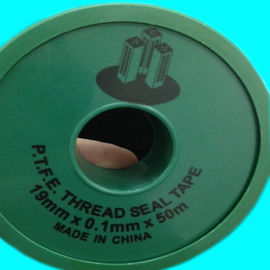 P.T.F.E. THREAD SEAL TAPE
19mm x 0.1mm x 50m
MADE IN CHINA